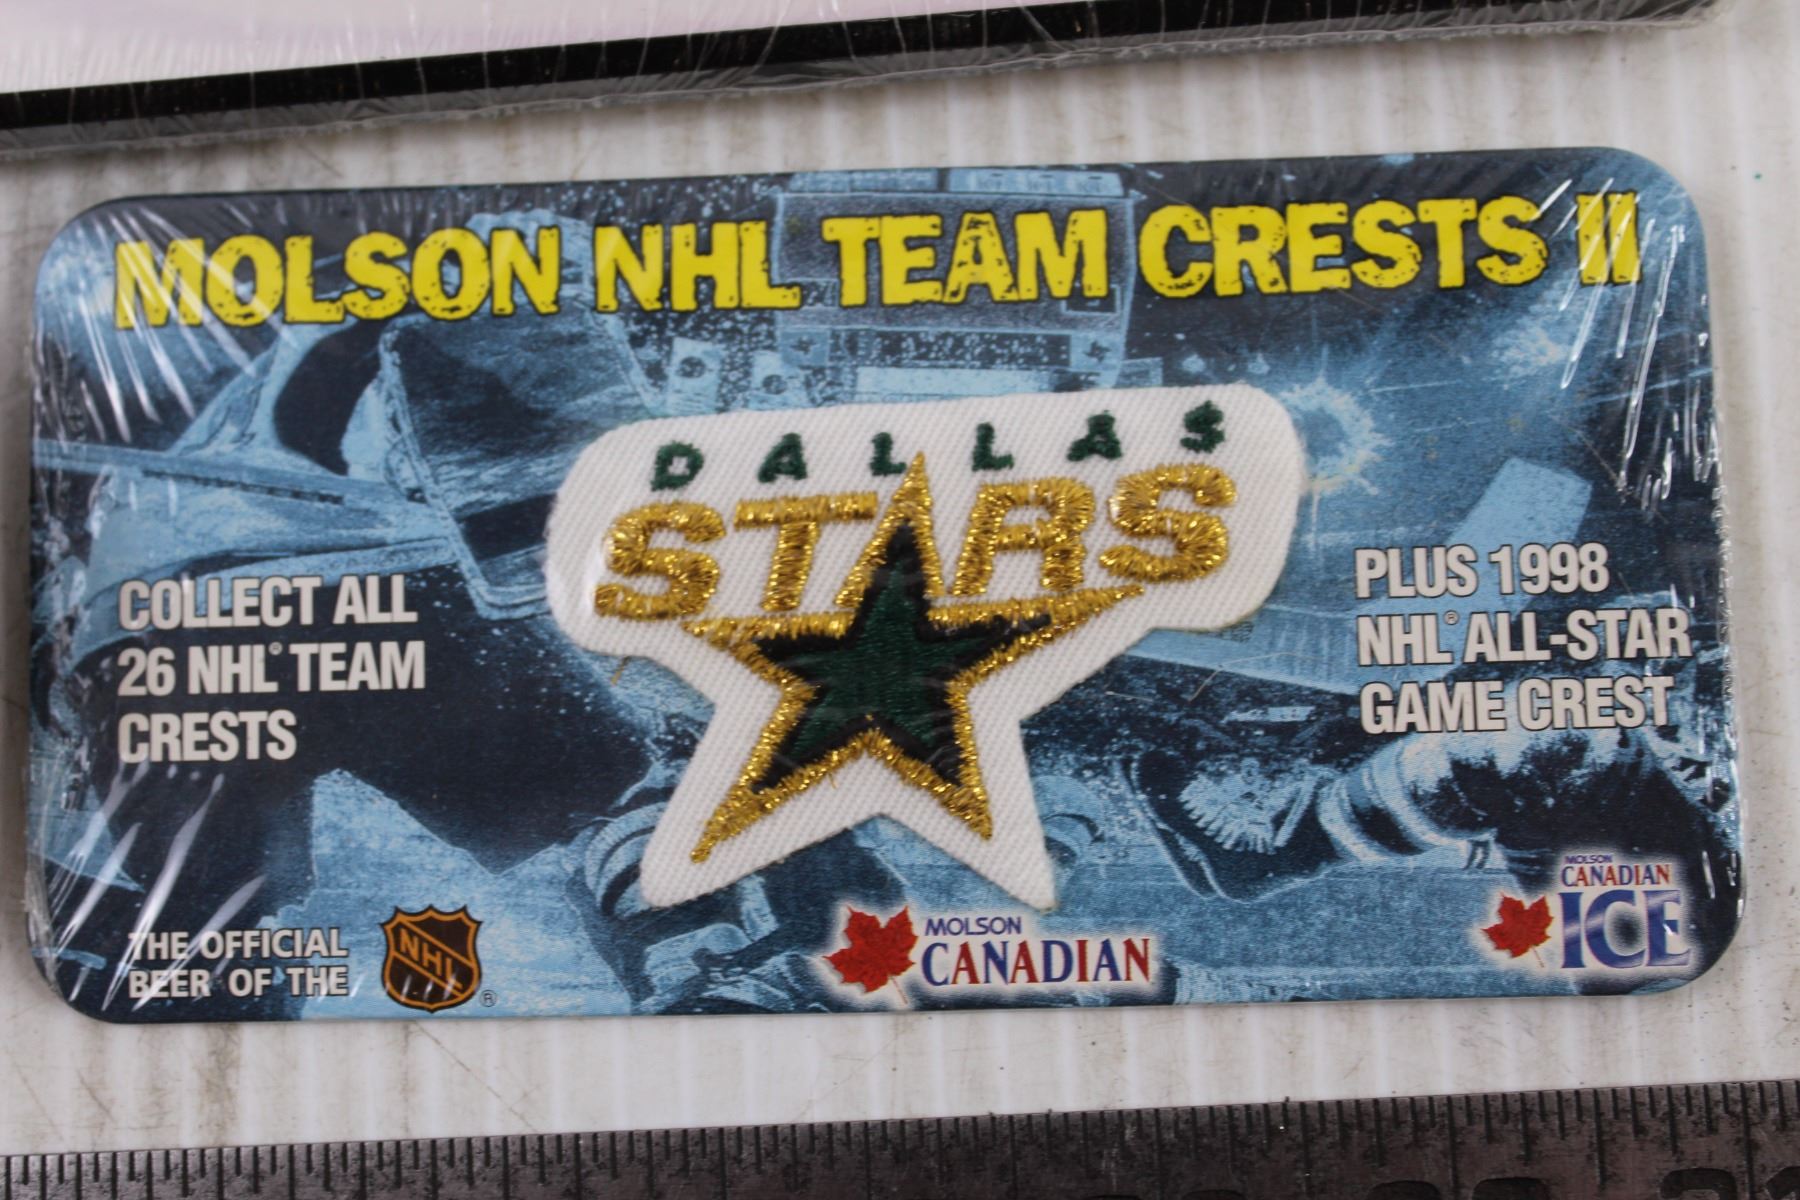 MOLSON NHL TEAM CRESTS II
DALLAS
STARS
COLLECT ALL
26 NHL® TEAM
CRESTS
PLUS 1998
NHL® ALL-STAR
GAME CREST
THE OFFICIAL
BEER OF THE
NHL ®
MOLSON
CANADIAN
MOLSON
CANADIAN
ICE